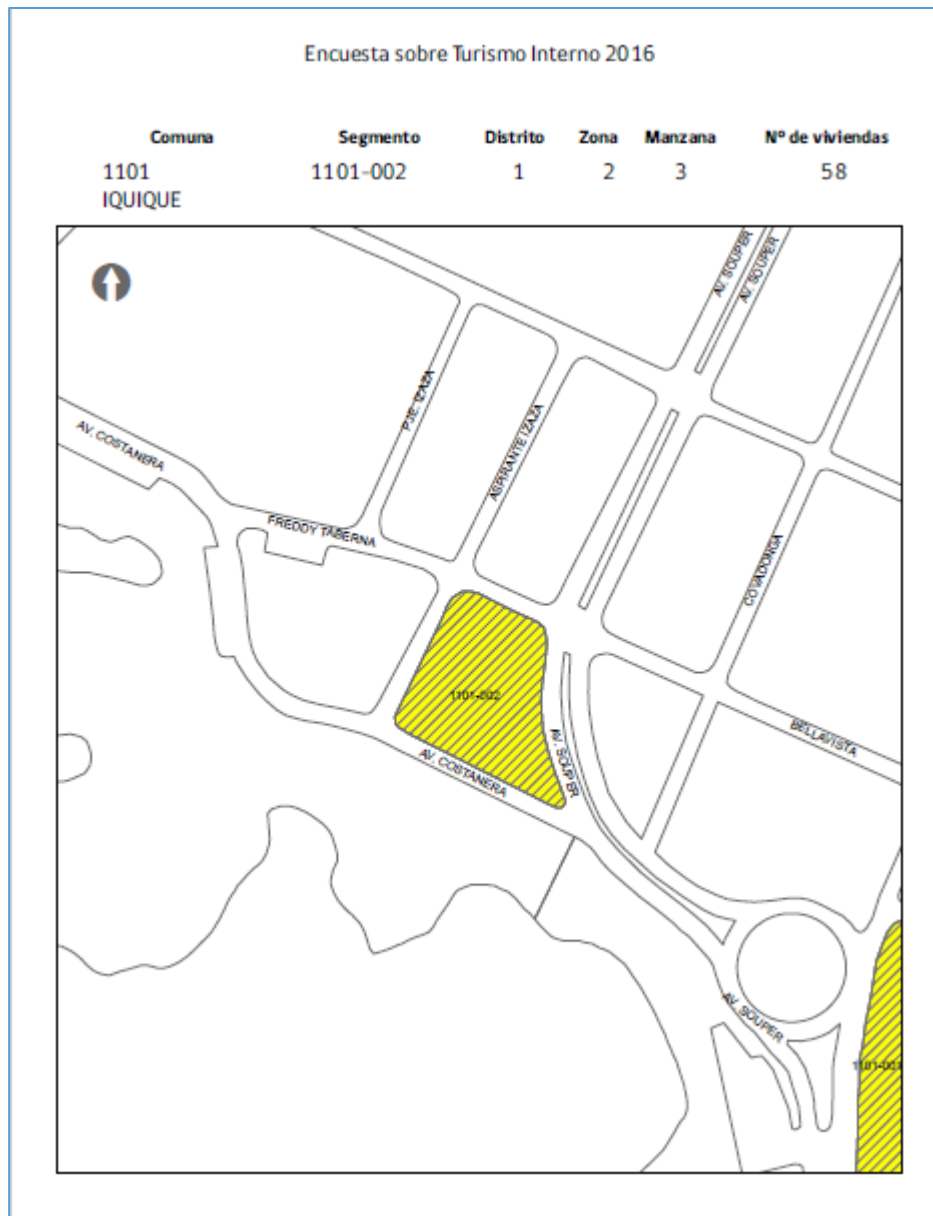 Encuesta sobre Turismo Interno 2016
Comuna Segmento Distrito Zona Manzana Nº de viviendas
1101 1101-002 1 2 3 58
IQUIQUE
AV. SOUPER
AV. SOUPER
PJE. IZAZA
ASPIRANTE IZAZA
AV. COSTANERA
FREDDY TABERNA
COVADONGA
1101-002
BELLAVISTA
AV. SOUPER
AV. COSTANERA
AV. SOUPER
1101-001